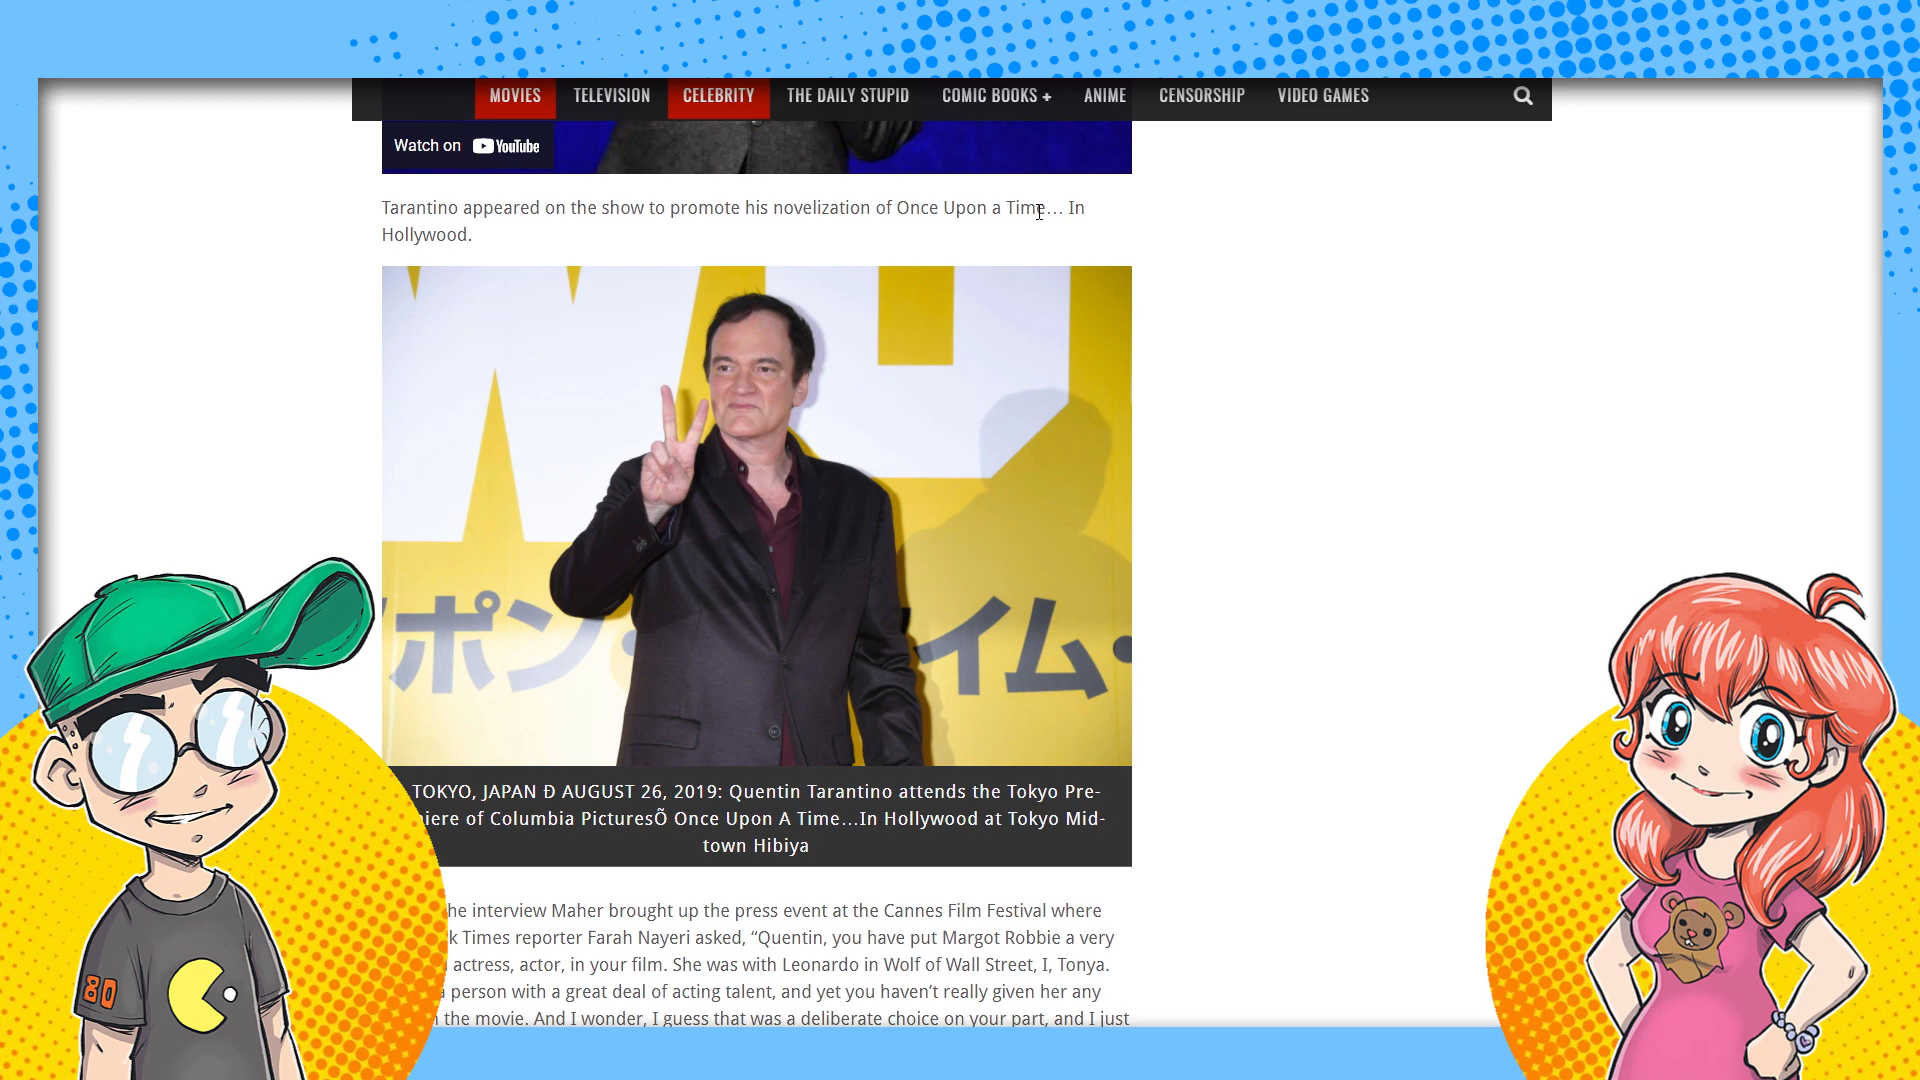 MOVIES TELEVISION CELEBRITY THE DAILY STUPID COMIC BOOKS + ANIME CENSORSHIP VIDEO GAMES
Watch on YouTube
Tarantino appeared on the show to promote his novelization of Once Upon a Time… In
Hollywood.
ポン・
イム・
TOKYO, JAPAN Ð AUGUST 26, 2019: Quentin Tarantino attends the Tokyo Pre-
iere of Columbia PicturesÕ Once Upon A Time…In Hollywood at Tokyo Mid-
town Hibiya
he interview Maher brought up the press event at the Cannes Film Festival where
k Times reporter Farah Nayeri asked, “Quentin, you have put Margot Robbie a very
actress, actor, in your film. She was with Leonardo in Wolf of Wall Street, I, Tonya.
a person with a great deal of acting talent, and yet you haven’t really given her any
the movie. And I wonder, I guess that was a deliberate choice on your part, and I just
80